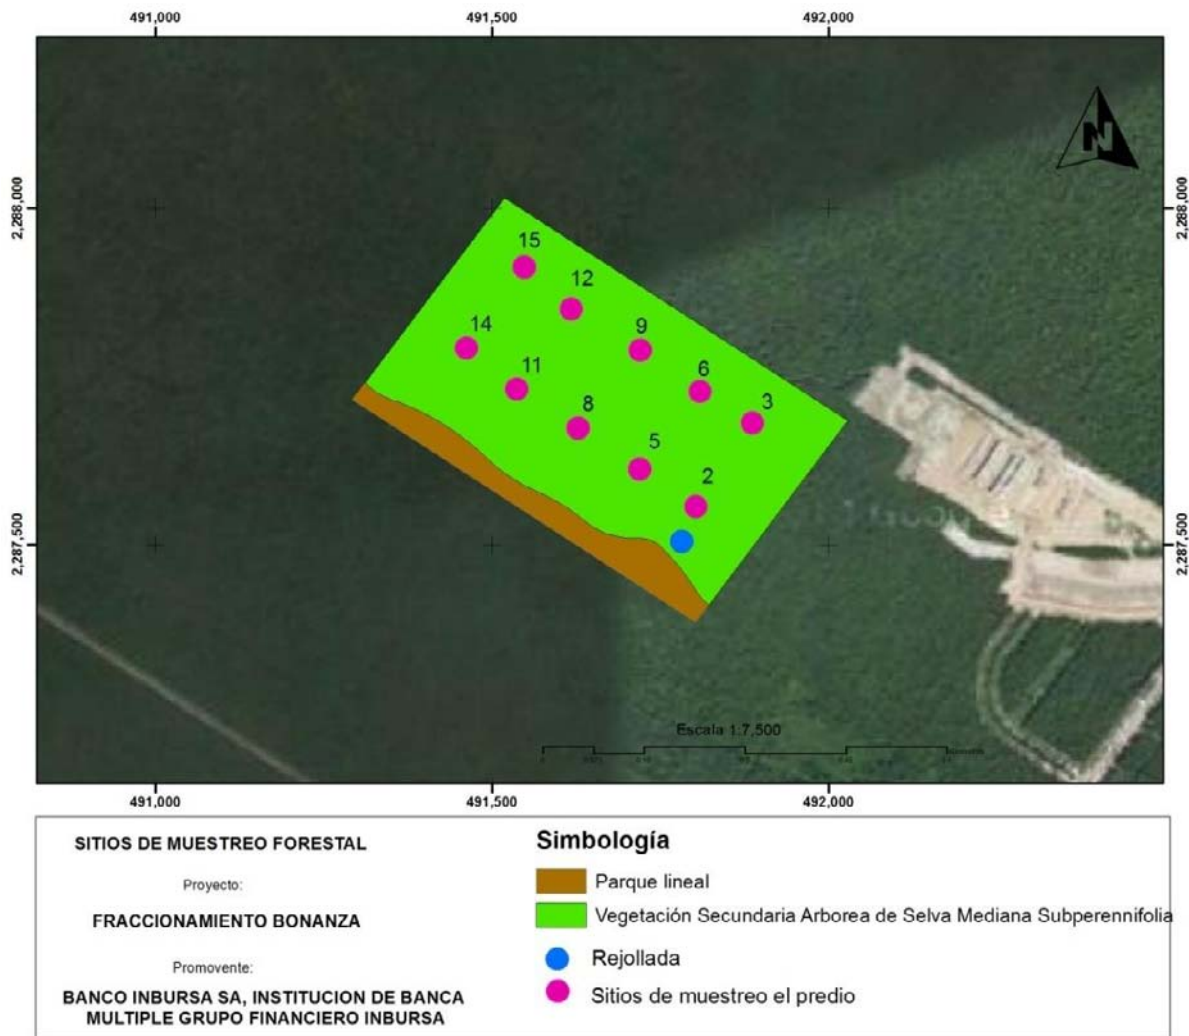 491,000
491,500
492,000
N
2,288,000
2,288,000
15
12
14
9
11
6
3
8
5
2
2,287,500
2,287,500
Escala 1:7,500
491,000
491,500
492,000
SITIOS DE MUESTREO FORESTAL
Proyecto:
FRACCIONAMIENTO BONANZA
Promovente:
BANCO INBURSA SA, INSTITUCION DE BANCA
MULTIPLE GRUPO FINANCIERO INBURSA
Simbología
Parque lineal
Vegetación Secundaria Arborea de Selva Mediana Subperennifolia
Rejollada
Sitios de muestreo el predio